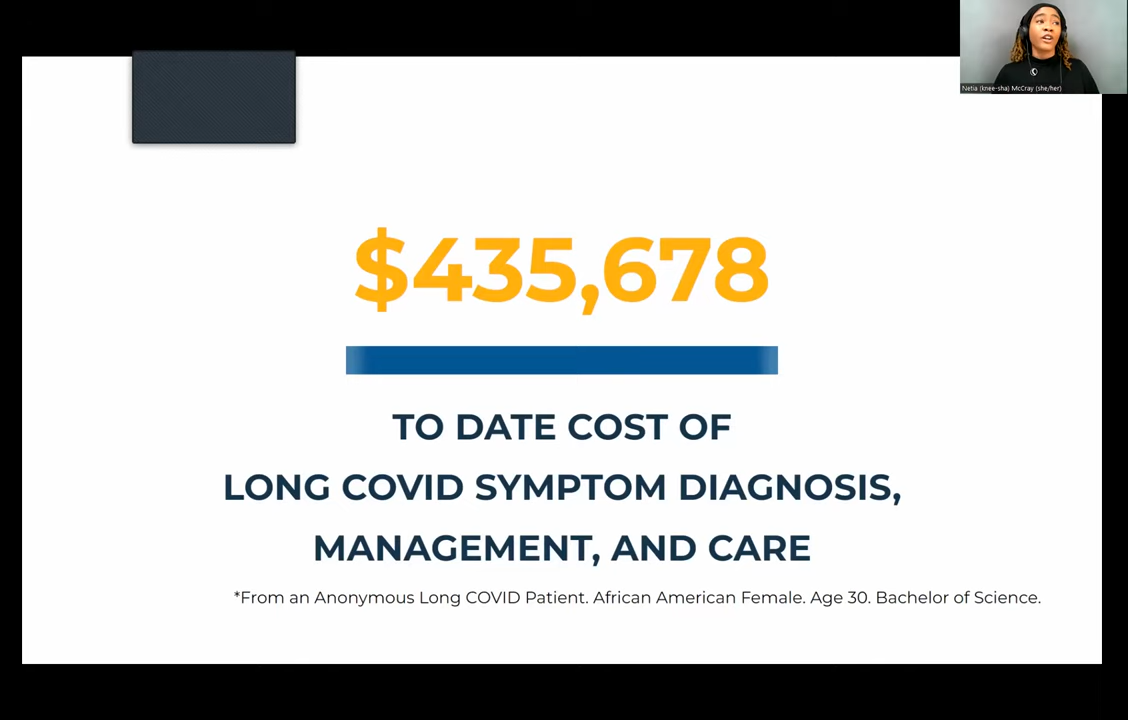 Netia (knee-sha) McCray (she/her)
$435,678
TO DATE COST OF
LONG COVID SYMPTOM DIAGNOSIS,
MANAGEMENT, AND CARE
*From an Anonymous Long COVID Patient. African American Female. Age 30. Bachelor of Science.